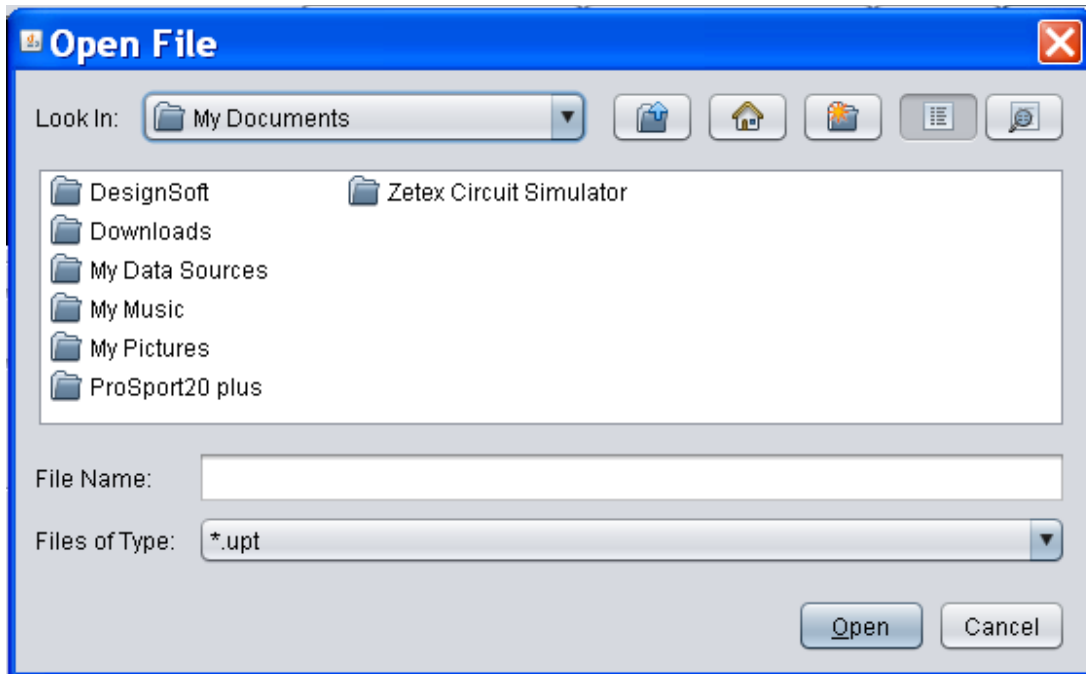 Open File
Look In: My Documents
DesignSoft Zetex Circuit Simulator
Downloads
My Data Sources
My Music
My Pictures
ProSport20 plus
File Name:
Files of Type: *.upt
Open Cancel